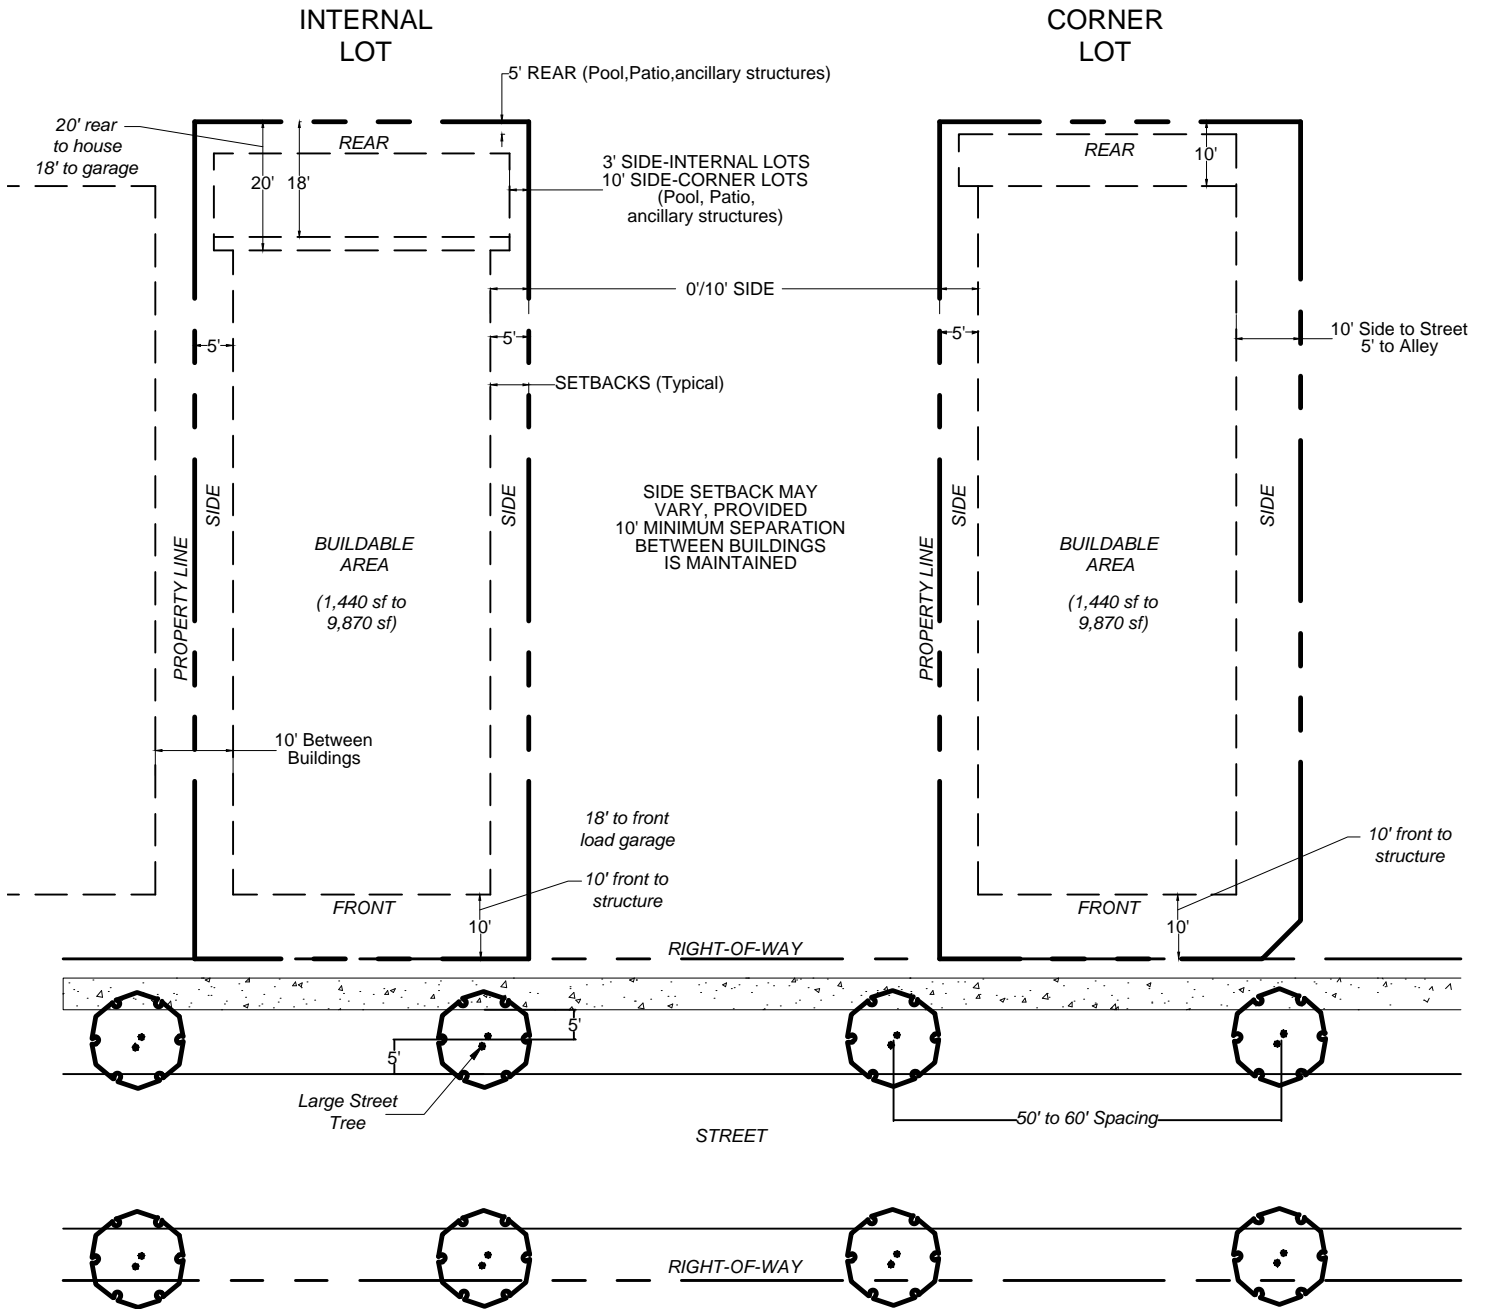 INTERNAL
LOT
CORNER
LOT
5' REAR (Pool,Patio,ancillary structures)
20' rear
to house
18' to garage
REAR
20'
18'
3' SIDE-INTERNAL LOTS
10' SIDE-CORNER LOTS
(Pool, Patio,
ancillary structures)
REAR
10'
0'/10' SIDE
5'
5'
5'
10' Side to Street
5' to Alley
SETBACKS (Typical)
SIDE
SIDE
SIDE SETBACK MAY
VARY, PROVIDED
10' MINIMUM SEPARATION
BETWEEN BUILDINGS
IS MAINTAINED
SIDE
SIDE
PROPERTY LINE
BUILDABLE
AREA
(1,440 sf to
9,870 sf)
PROPERTY LINE
BUILDABLE
AREA
(1,440 sf to
9,870 sf)
10' Between
Buildings
18' to front
load garage
10' front to
structure
10' front to
structure
FRONT
10'
FRONT
10'
RIGHT-OF-WAY
5'
5'
Large Street
Tree
50' to 60' Spacing
STREET
RIGHT-OF-WAY